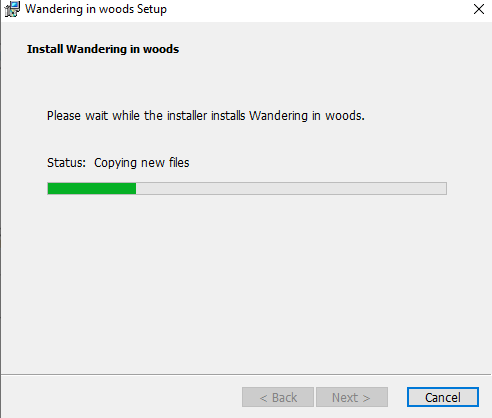 Wandering in woods Setup
Install Wandering in woods
Please wait while the installer installs Wandering in woods.
Status: Copying new files
< Back Next > Cancel